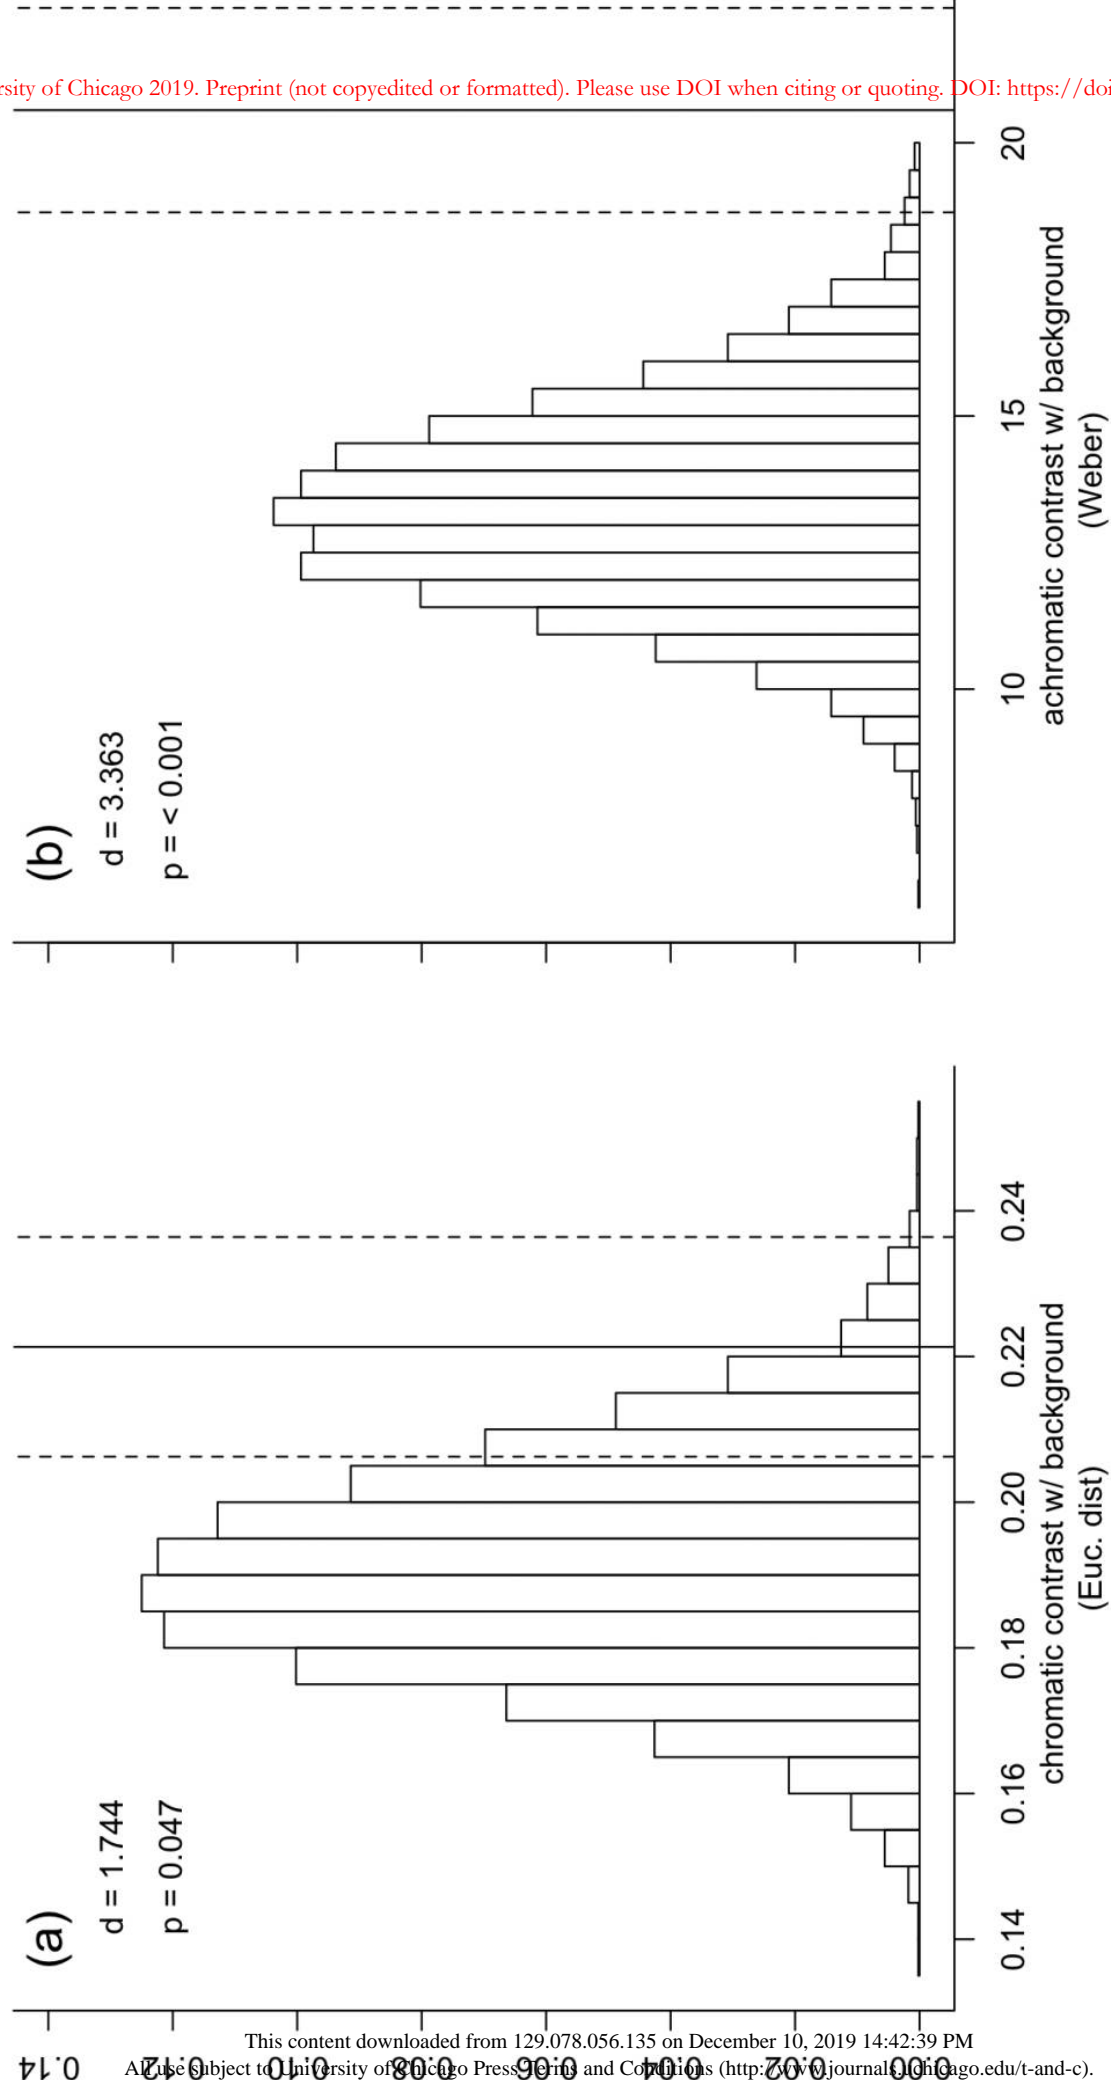 rsity of Chicago 2019. Preprint (not copyedited or formatted). Please use DOI when citing or quoting. DOI: https://doi
(a)
d = 1.744
p = 0.047
0.14 0.16 0.18 0.20 0.22 0.24
chromatic contrast w/ background
(Euc. dist)
0.00 0.02 0.04 0.06 0.08 0.10 0.12 0.14
(b)
d = 3.363
p = < 0.001
10 15 20
achromatic contrast w/ background
(Weber)
This content downloaded from 129.078.056.135 on December 10, 2019 14:42:39 PM
All use subject to University of Chicago Press Terms and Conditions (http://www.journals.uchicago.edu/t-and-c).